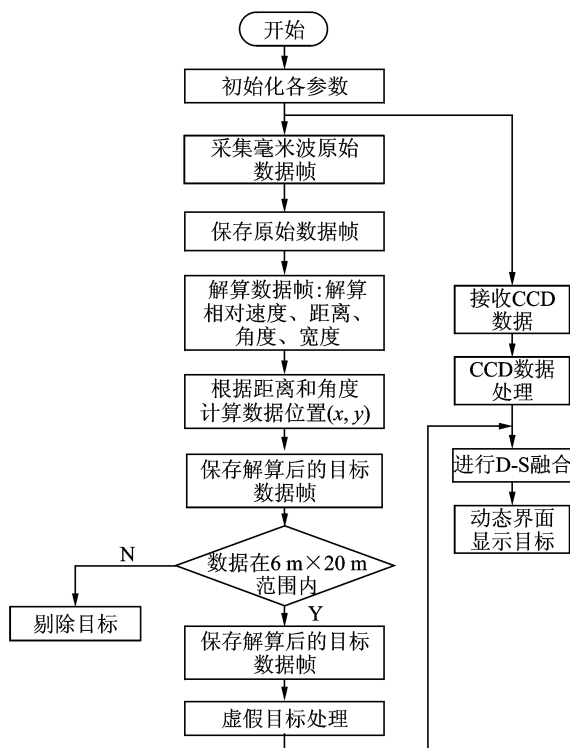 开始
初始化各参数
采集毫米波原始
数据帧
保存原始数据帧
解算数据帧:解算
相对速度、距离、
角度、宽度
根据距离和角度
计算数据位置(x, y)
保存解算后的目标
数据帧
数据在6 m×20 m
范围内
N
剔除目标
Y
保存解算后的目标
数据帧
虚假目标处理
接收CCD
数据
CCD数据
处理
进行D-S融合
动态界面
显示目标